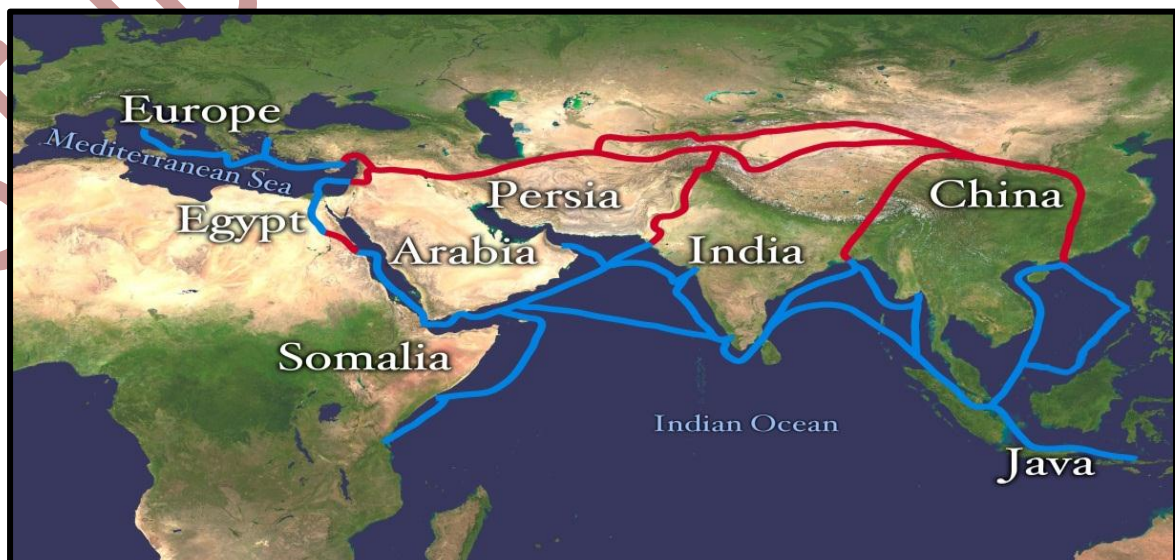 Europe
Mediterranean Sea
Egypt
Persia
China
Arabia
India
Somalia
Indian Ocean
Java